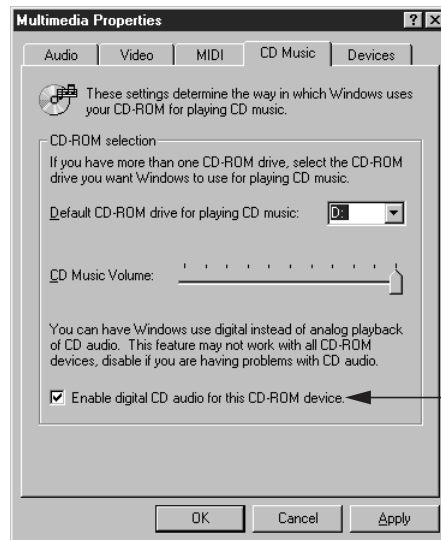 Multimedia Properties
Audio Video MIDI CD Music Devices
These settings determine the way in which Windows uses
your CD-ROM for playing CD music.
CD-ROM selection
If you have more than one CD-ROM drive, select the CD-ROM
drive you want Windows to use for playing CD music.
Default CD-ROM drive for playing CD music: D:
CD Music Volume:
You can have Windows use digital instead of analog playback
of CD audio. This feature may not work with all CD-ROM
devices, disable if you are having problems with CD audio.
Enable digital CD audio for this CD-ROM device.
OK Cancel Apply